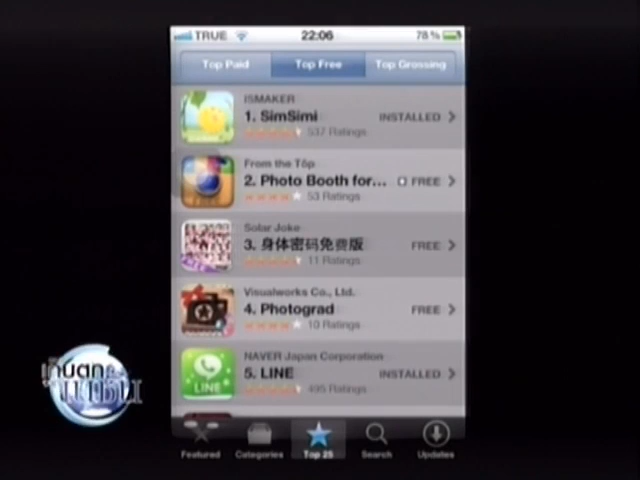 TRUE 22:06 78 %
Top Paid Top Free Top Grossing
ISMAKER
1. SimSimi INSTALLED
537 Ratings
From the Tôp
2. Photo Booth for... FREE
53 Ratings
Solar Joke
3. 身体密码免费版 FREE
11 Ratings
FREE
Visualworks Co., Ltd.
4. Photograd FREE
10 Ratings
NAVER Japan Corporation
5. LINE INSTALLED
LINE
495 Ratings
Featured Categories Top 25 Search Updates